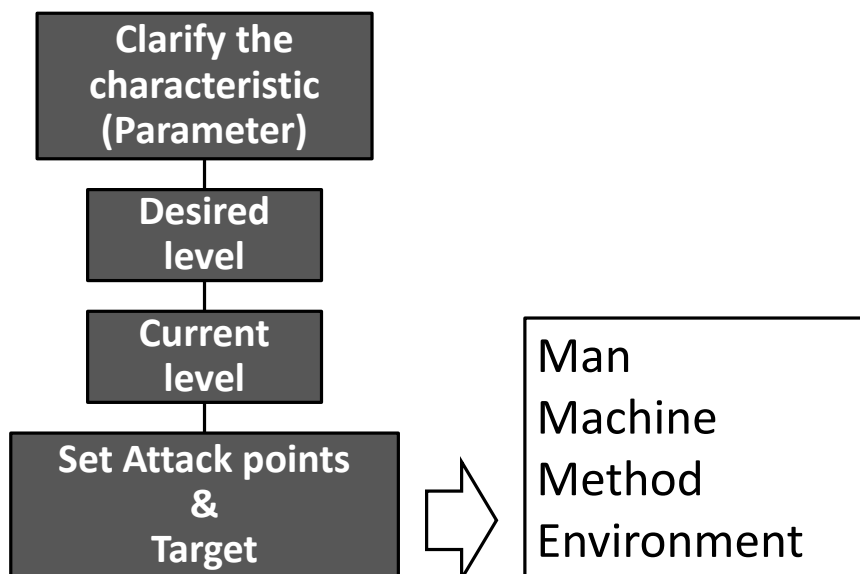 Clarify the
characteristic
(Parameter)
Desired
level
Current
level
Set Attack points
&
Target
Man
Machine
Method
Environment